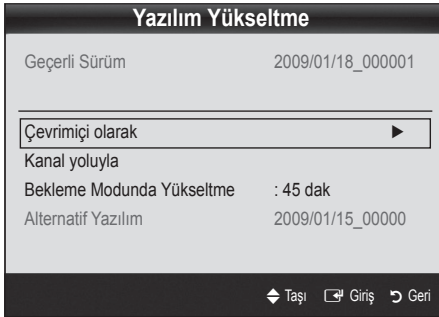 Yazılım Yükseltme
Geçerli Sürüm 2009/01/18_000001
Çevrimiçi olarak ►
Kanal yoluyla
Bekleme Modunda Yükseltme : 45 dak
Alternatif Yazılım 2009/01/15_00000
Taşı Giriş Geri